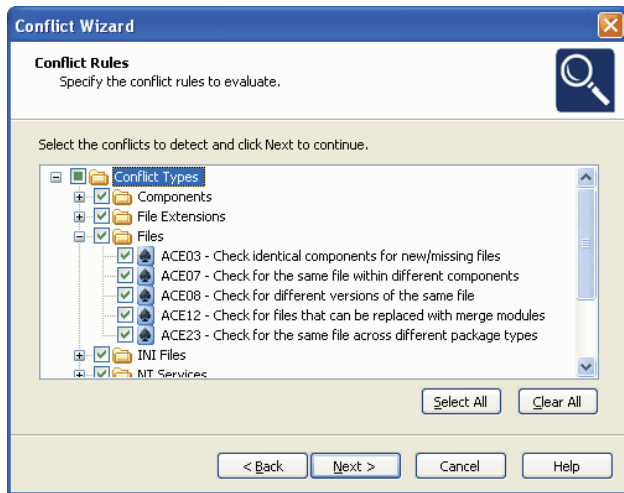 Conflict Wizard
Conflict Rules
Specify the conflict rules to evaluate.
Select the conflicts to detect and click Next to continue.
Conflict Types
Components
File Extensions
Files
ACE03 - Check identical components for new/missing files
ACE07 - Check for the same file within different components
ACE08 - Check for different versions of the same file
ACE12 - Check for files that can be replaced with merge modules
ACE23 - Check for the same file across different package types
INI Files
NT Services
Select All Clear All
< Back Next > Cancel Help